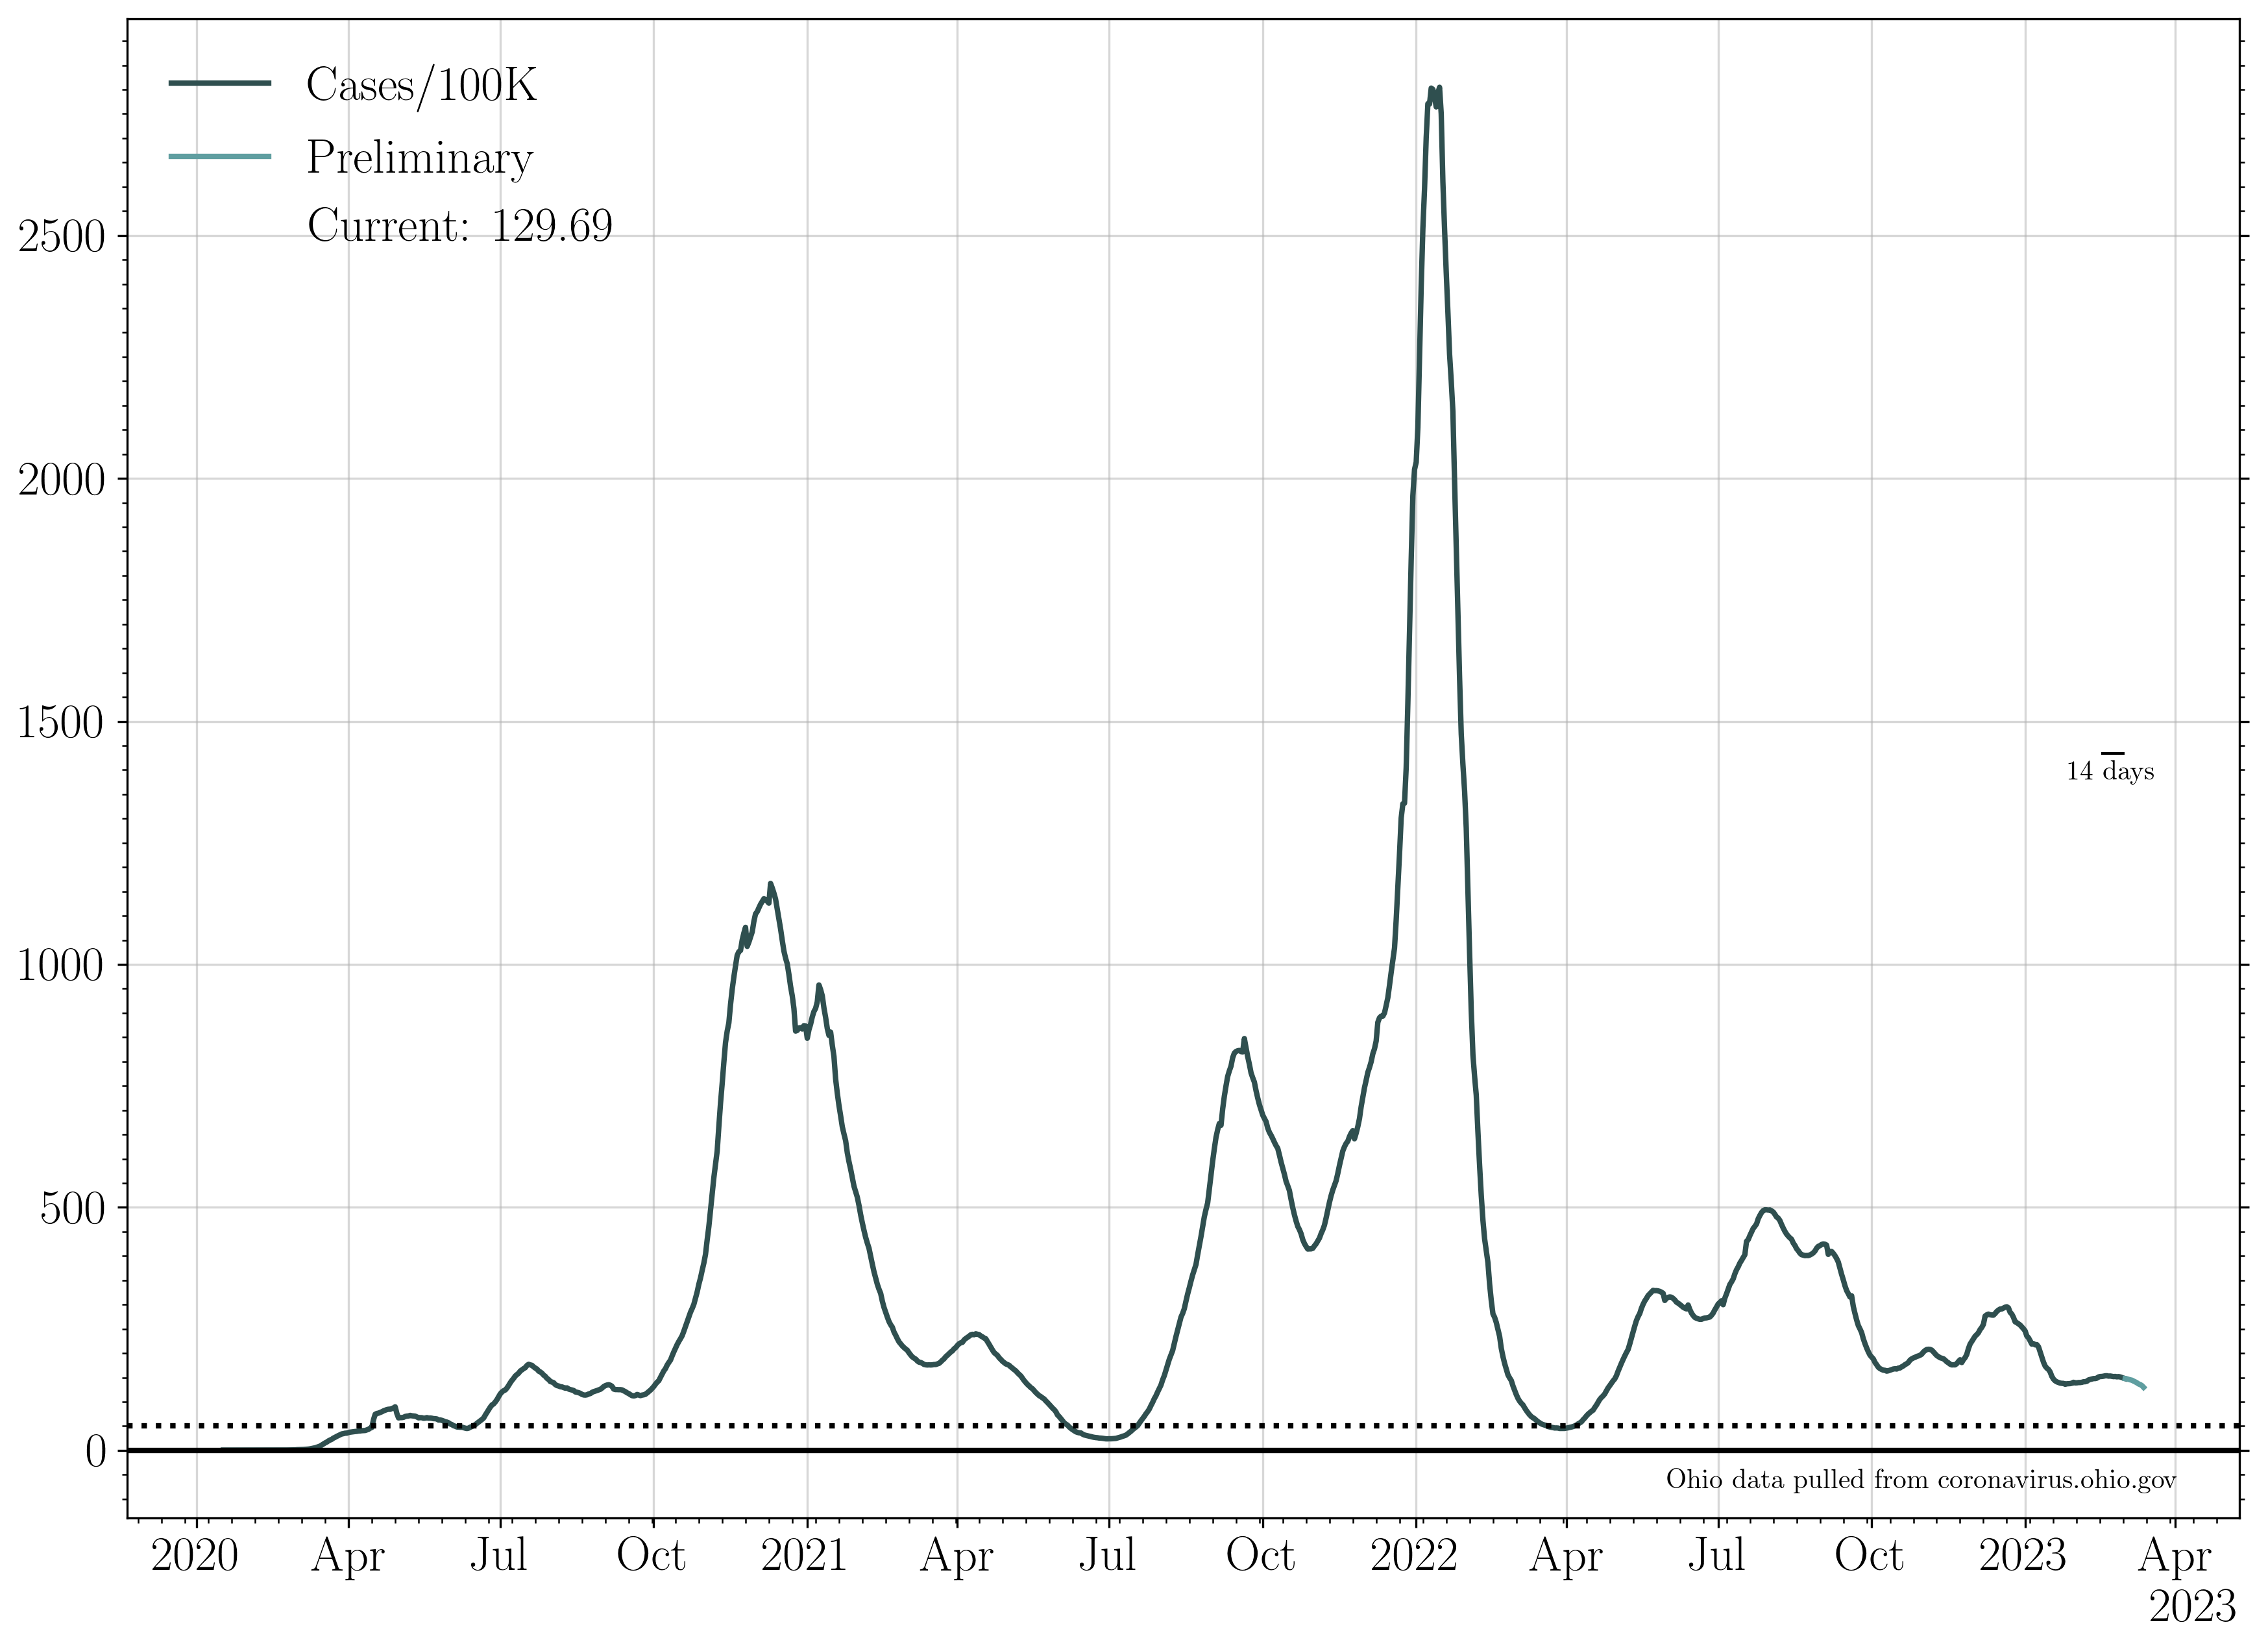 Cases/100K
Preliminary
Current: 129.69
2500
2000
1500
14 days
1000
500
0
Ohio data pulled from coronavirus.ohio.gov
2020 Apr Jul Oct 2021 Apr Jul Oct 2022 Apr Jul Oct 2023 Apr
2023